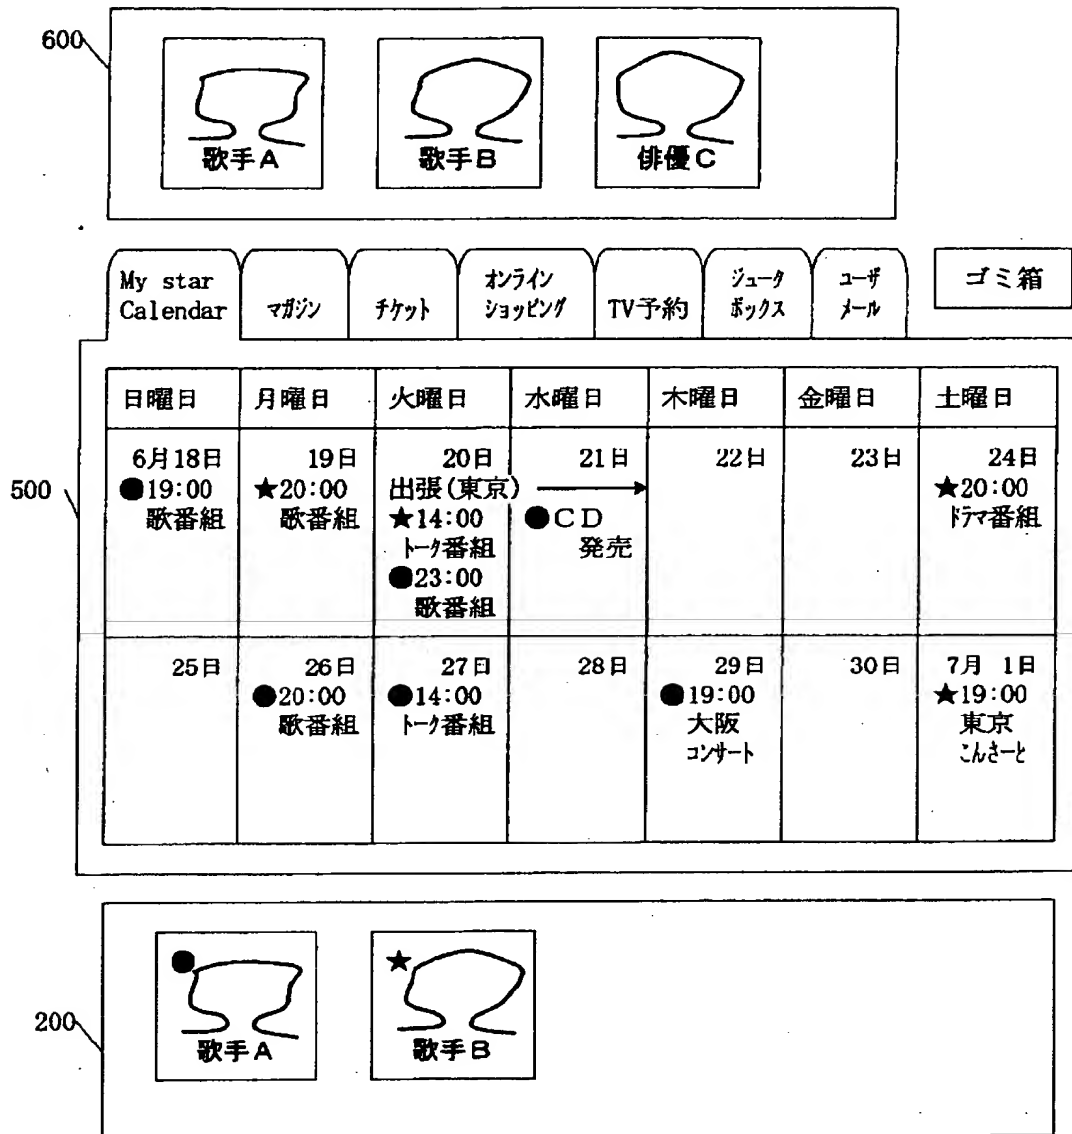 600
歌手A
歌手B
俳優C
My star
Calendar
マガジン
チケット
オンライン
ショッピング
TV予約
ジュータ
ボックス
ユーザ
メール
ゴミ箱
500
日曜日
月曜日
火曜日
水曜日
木曜日
金曜日
土曜日
6月18日
●19:00
歌番組
19日
★20:00
歌番組
20日
出張(東京)
★14:00
トーク番組
●23:00
歌番組
21日
●CD
発売
22日
23日
24日
★20:00
ドラマ番組
25日
26日
●20:00
歌番組
27日
●14:00
トーク番組
28日
29日
●19:00
大阪
コンサート
30日
7月 1日
★19:00
東京
こんさーと
200
●
歌手A
★
歌手B